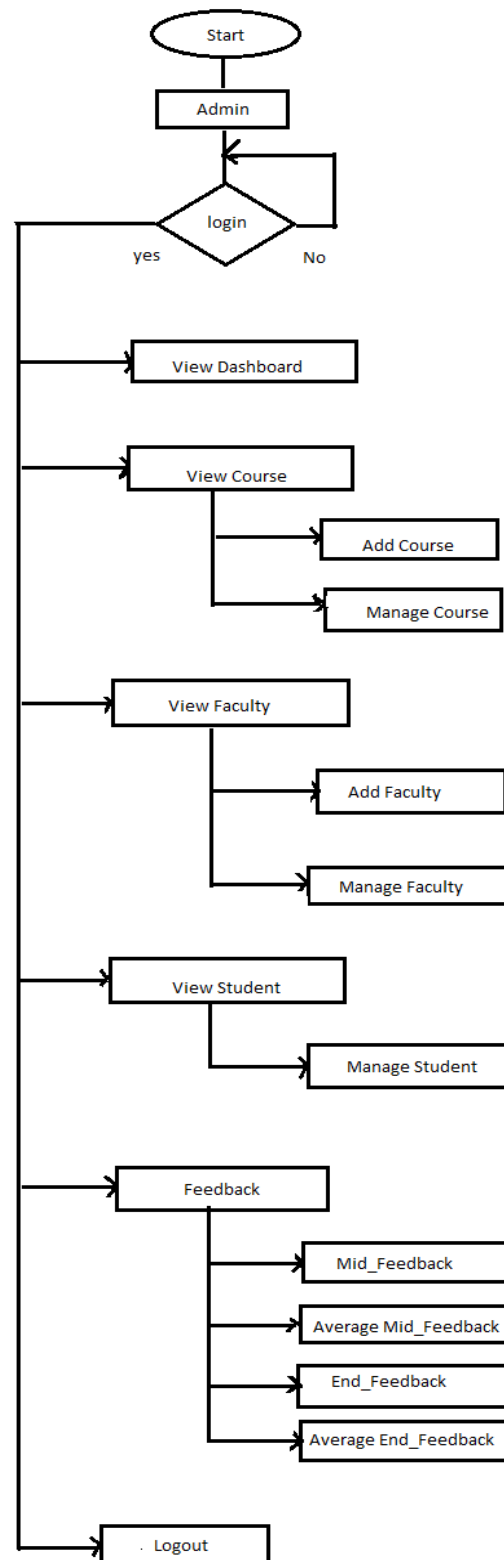 Start
Admin
login
yes
No
View Dashboard
View Course
Add Course
Manage Course
View Faculty
Add Faculty
Manage Faculty
View Student
Manage Student
Feedback
Mid_Feedback
Average Mid_Feedback
End_Feedback
Average End_Feedback
. Logout